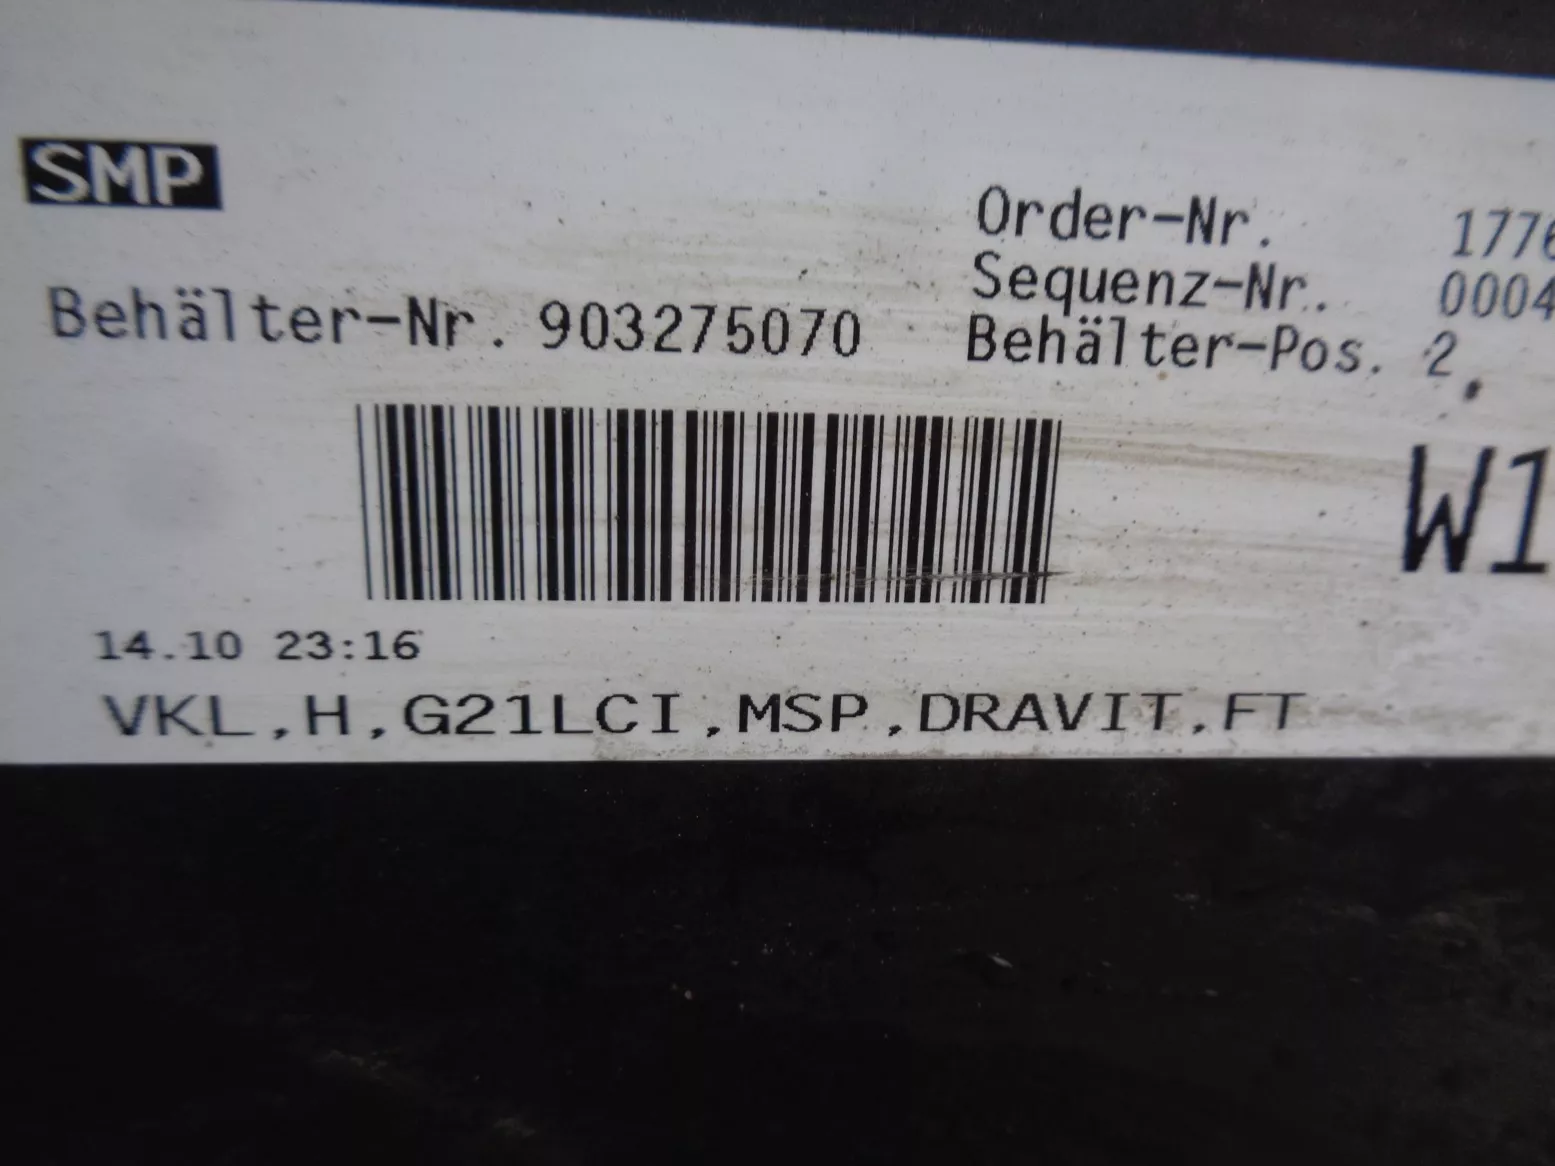 SMP
Order-Nr. 1776
Sequenz-Nr. 0004
Behälter-Nr. 903275070
Behälter-Pos. 2,
W1
14.10 23:16
VKL,H,G21LCI,MSP,DRAVIT,FT